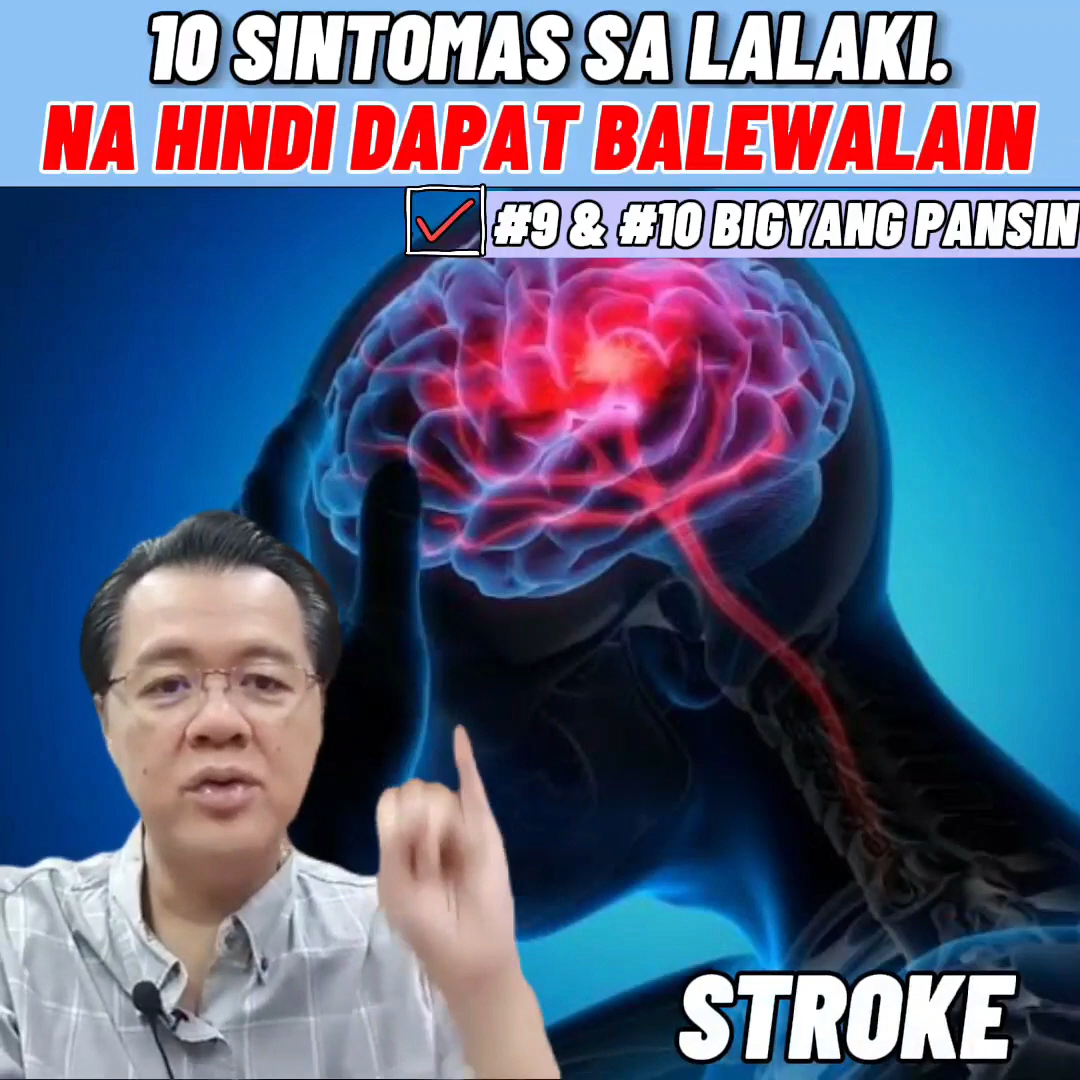 10 SINTOMAS SA LALAKI.
NA HINDI DAPAT BALEWALAIN
#9 & #10 BIGYANG PANSIN
STROKE